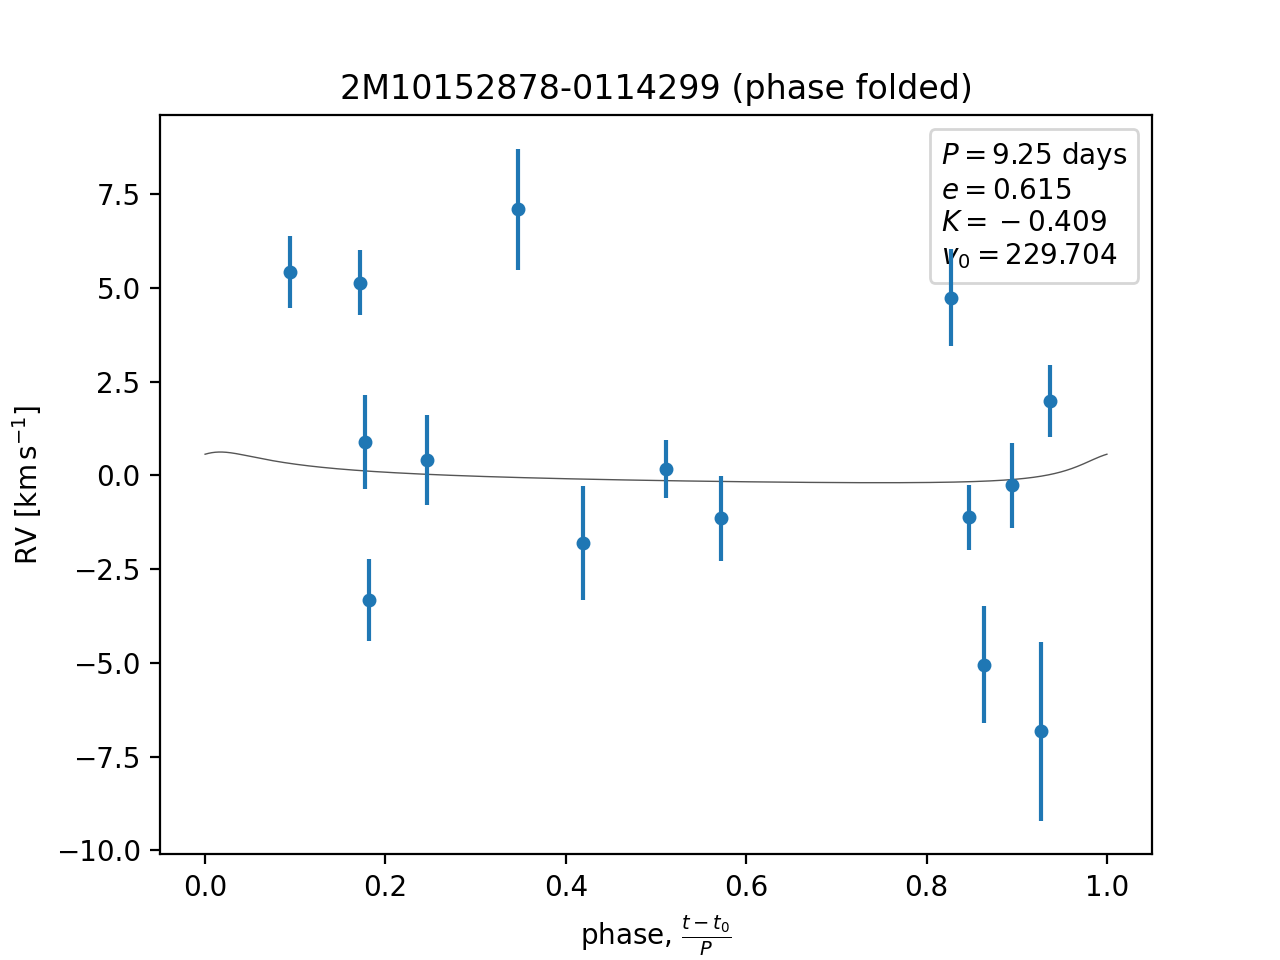 2M10152878-0114299 (phase folded)
P = 9.25 days
e = 0.615
K = −0.409
v₀ = 229.704
RV [km s⁻¹]
7.5
5.0
2.5
0.0
−2.5
−5.0
−7.5
−10.0
0.0 0.2 0.4 0.6 0.8 1.0
phase, (t − t₀)/P